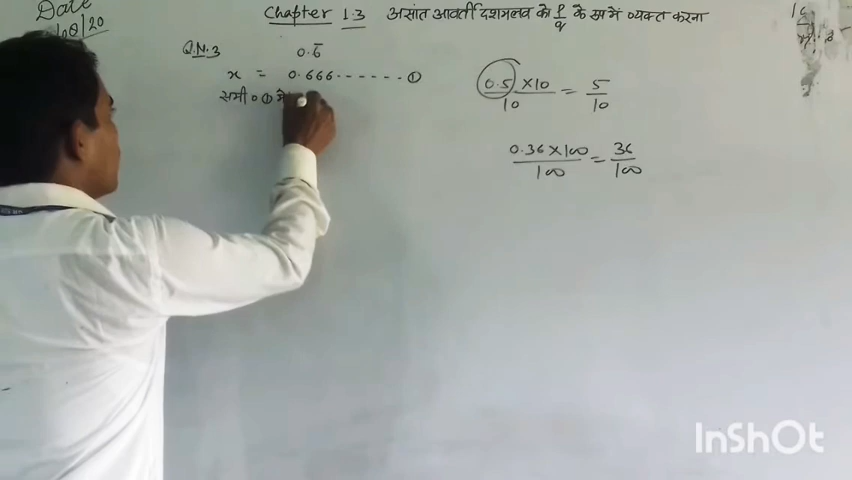 Date
08/20
Chapter 1.3 असांत आवर्ती दशमलव को p/q के रूप में व्यक्त करना
Q.N.3 0.6̅
x = 0.666...... ①
समी० ① में
0.5 × 10 / 10 = 5/10
0.36 × 100 / 100 = 36/100
InShOt